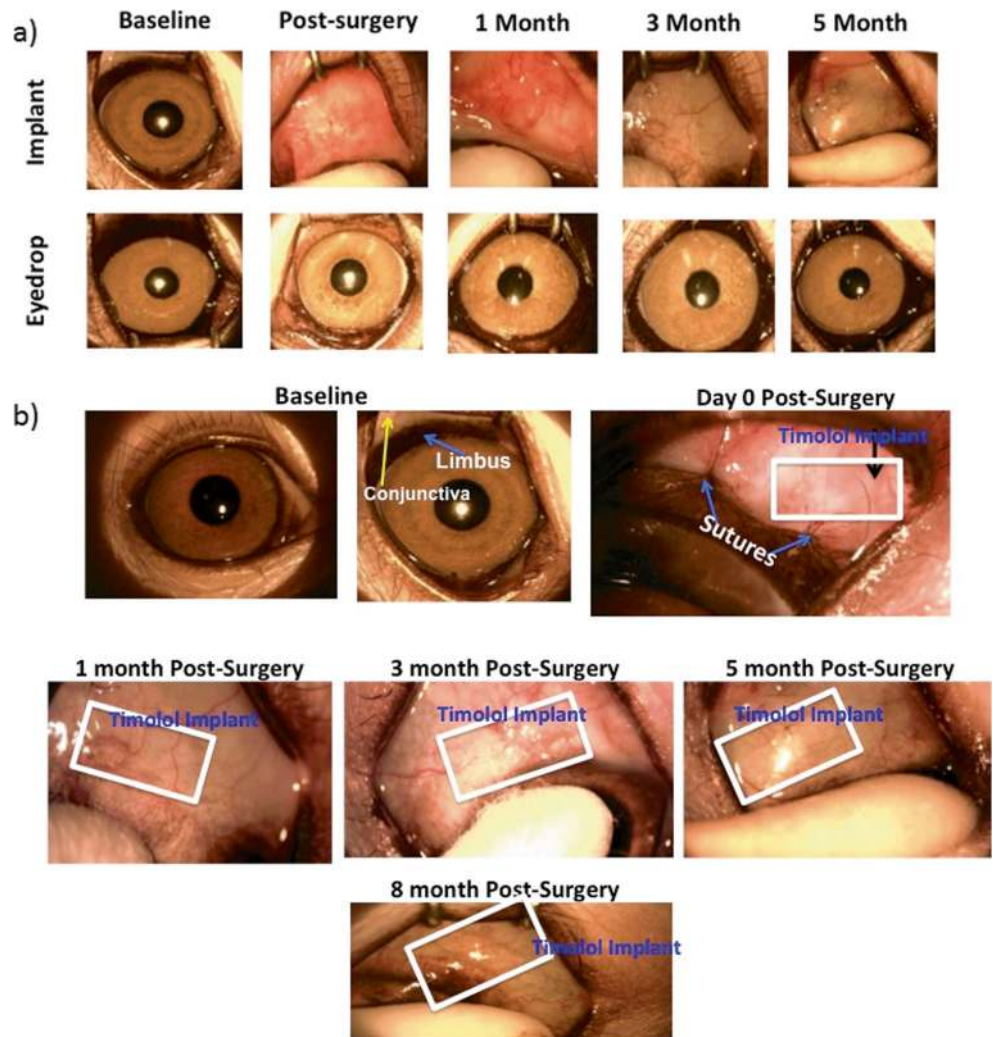 a)
Baseline Post-surgery 1 Month 3 Month 5 Month
Implant
Eyedrop
b)
Baseline
Limbus
Conjunctiva
Day 0 Post-Surgery
Timolol Implant
Sutures
1 month Post-Surgery
Timolol Implant
3 month Post-Surgery
Timolol Implant
5 month Post-Surgery
Timolol Implant
8 month Post-Surgery
Timolol Implant